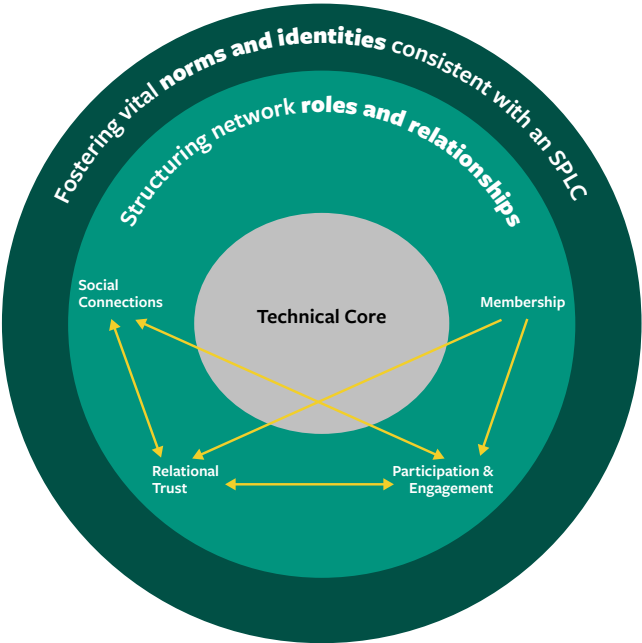 Fostering vital norms and identities consistent with an SPLC
Structuring network roles and relationships
Social
Connections
Technical Core
Membership
Relational
Trust
Participation &
Engagement